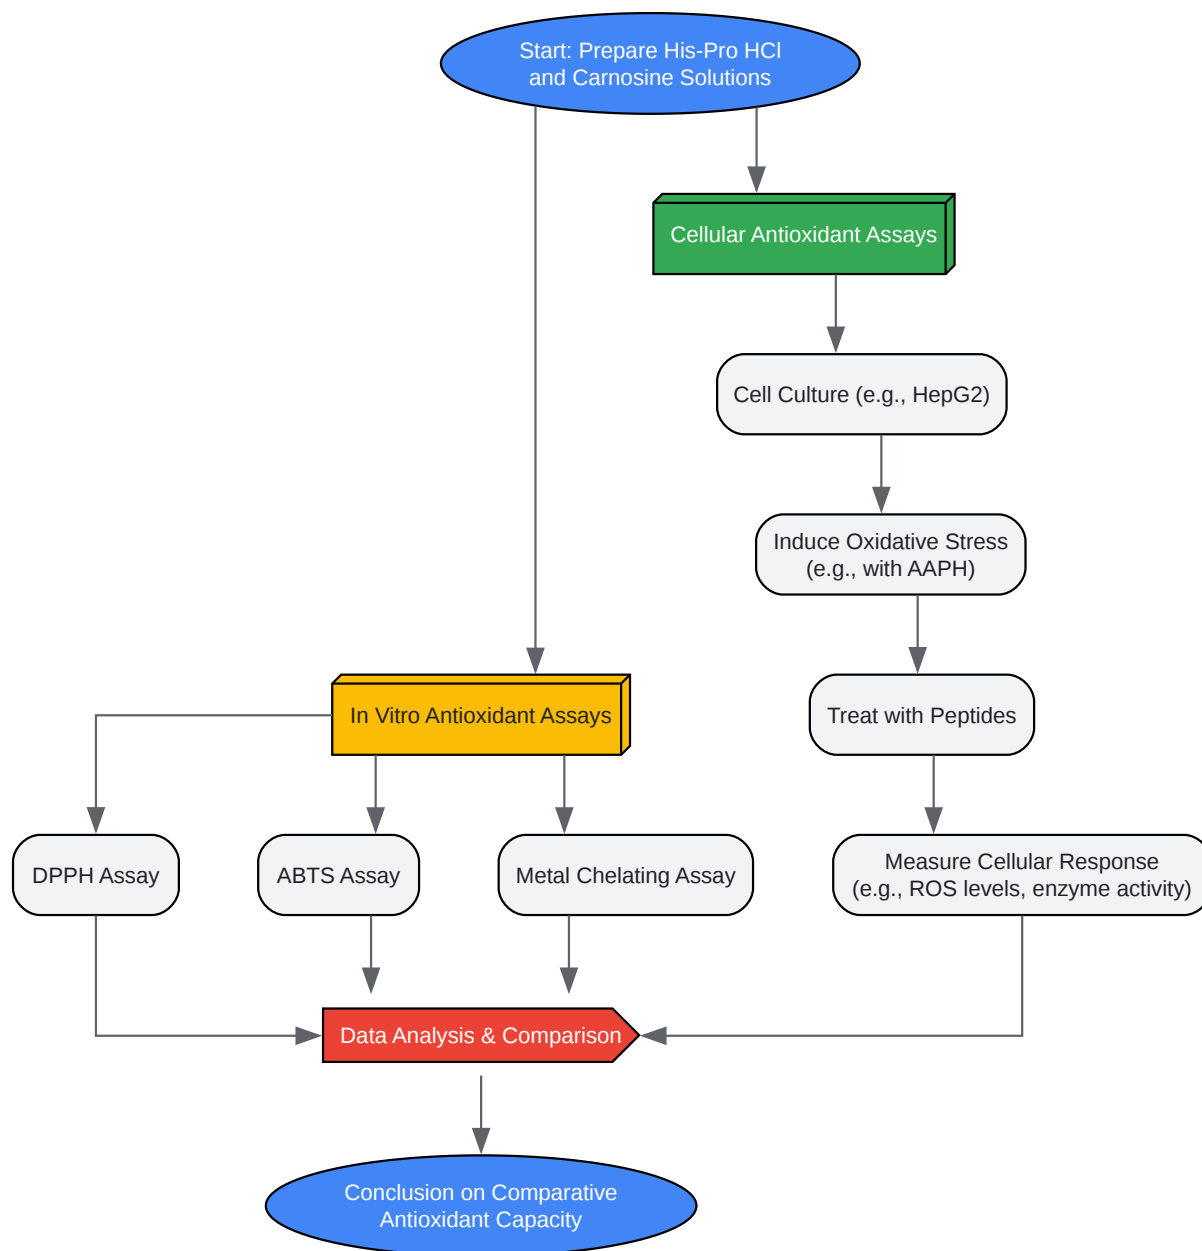 Start: Prepare His-Pro HCl
and Carnosine Solutions
Cellular Antioxidant Assays
Cell Culture (e.g., HepG2)
Induce Oxidative Stress
(e.g., with AAPH)
In Vitro Antioxidant Assays
Treat with Peptides
DPPH Assay
ABTS Assay
Metal Chelating Assay
Measure Cellular Response
(e.g., ROS levels, enzyme activity)
Data Analysis & Comparison
Conclusion on Comparative
Antioxidant Capacity